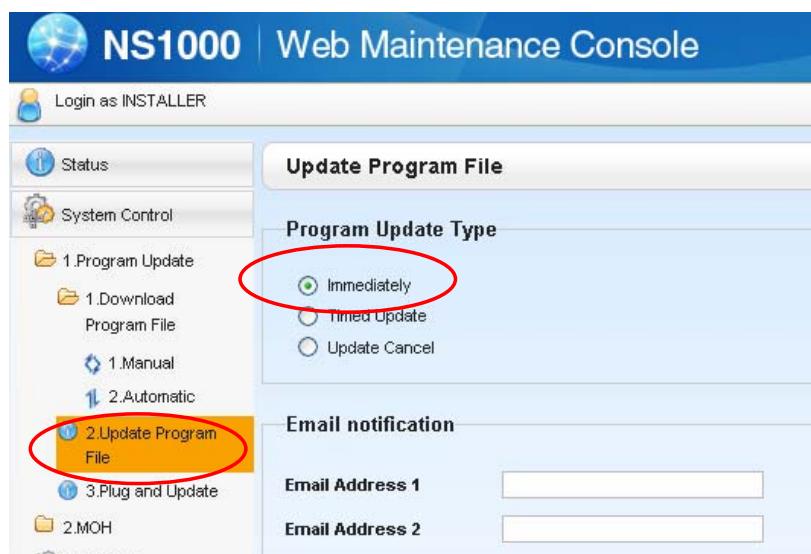 NS1000 Web Maintenance Console
Login as INSTALLER
Status
System Control
1.Program Update
1.Download
Program File
1.Manual
2.Automatic
2.Update Program
File
3.Plug and Update
2.MOH
Update Program File
Program Update Type
Immediately
Timed Update
Update Cancel
Email notification
Email Address 1
Email Address 2